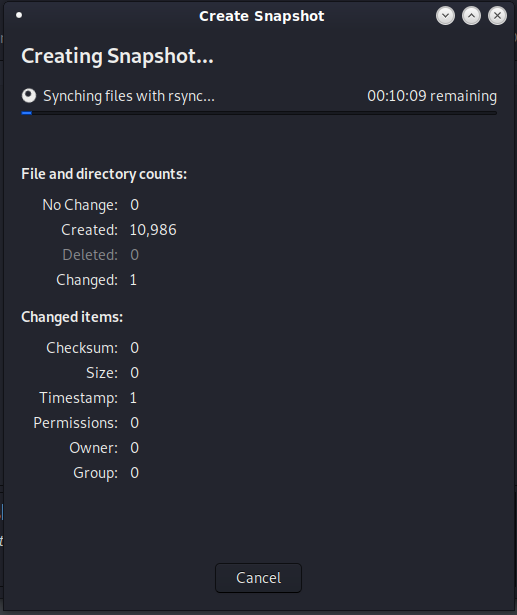 Create Snapshot
Creating Snapshot...
Synching files with rsync... 00:10:09 remaining
File and directory counts:
No Change: 0
Created: 10,986
Deleted: 0
Changed: 1
Changed items:
Checksum: 0
Size: 0
Timestamp: 1
Permissions: 0
Owner: 0
Group: 0
Cancel